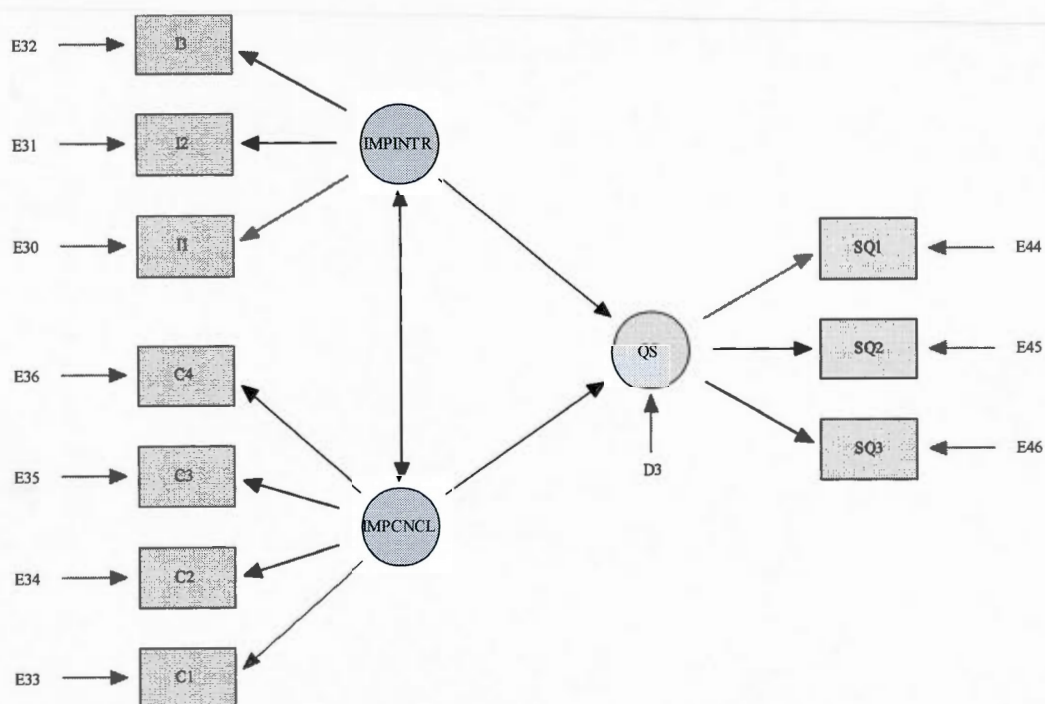 E32
I3
E31
I2
IMPINTR
E30
I1
SQ1
E44
QS
SQ2
E45
E36
C4
SQ3
E46
D3
E35
C3
IMPCNCL
E34
C2
E33
C1